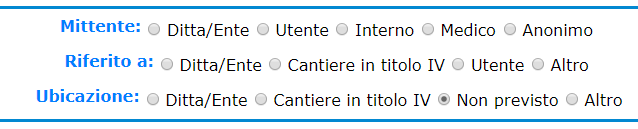 Mittente: Ditta/Ente Utente Interno Medico Anonimo
Riferito a: Ditta/Ente Cantiere in titolo IV Utente Altro
Ubicazione: Ditta/Ente Cantiere in titolo IV Non previsto Altro